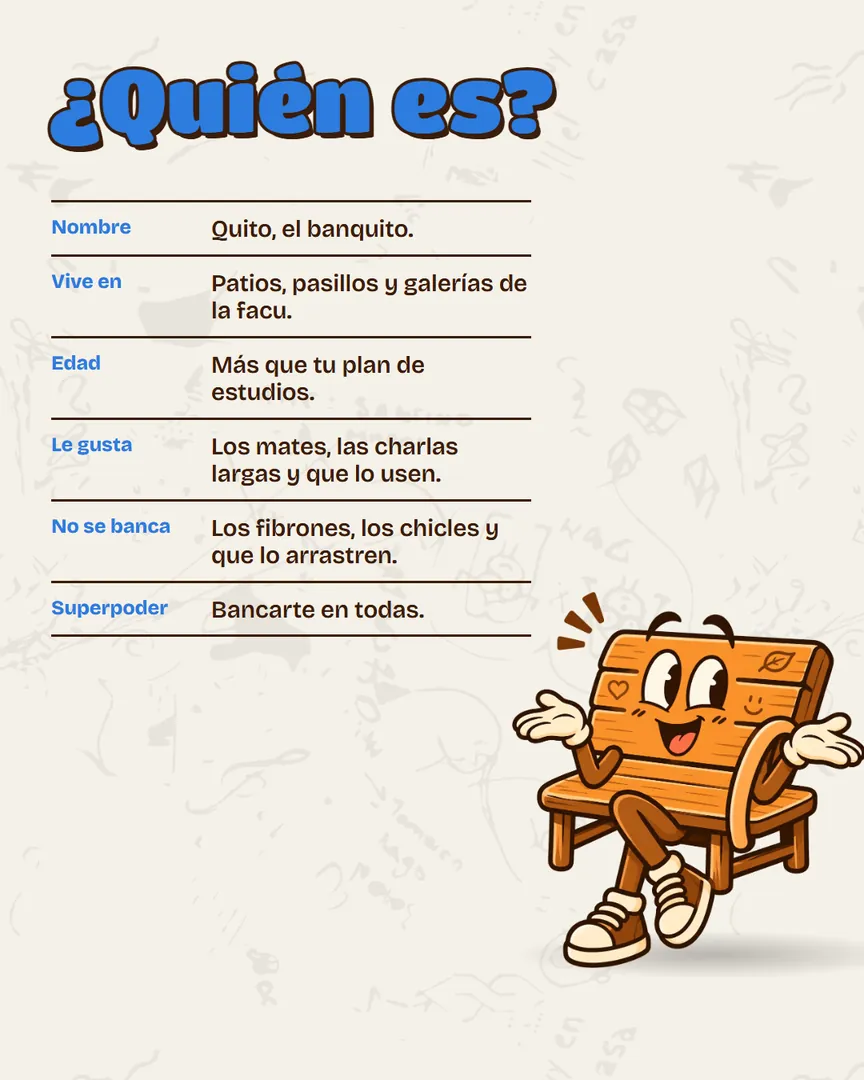 ¿Quién es?
Nombre
Quito, el banquito.
Vive en
Patios, pasillos y galerías de
la facu.
Edad
Más que tu plan de
estudios.
Le gusta
Los mates, las charlas
largas y que lo usen.
No se banca
Los fibrones, los chicles y
que lo arrastren.
Superpoder
Bancarte en todas.